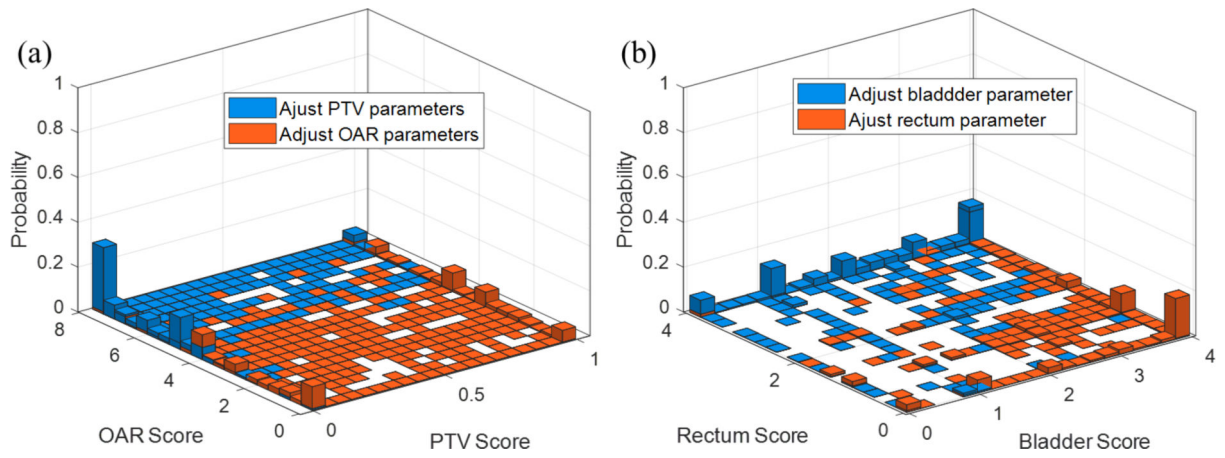 (a)
Ajust PTV parameters
Adjust OAR parameters
Probability
1
0.8
0.6
0.4
0.2
0
8
6
4
2
0
OAR Score
0
0.5
1
PTV Score
(b)
Adjust bladdder parameter
Ajust rectum parameter
Probability
1
0.8
0.6
0.4
0.2
0
4
2
0
Rectum Score
0
1
2
3
4
Bladder Score